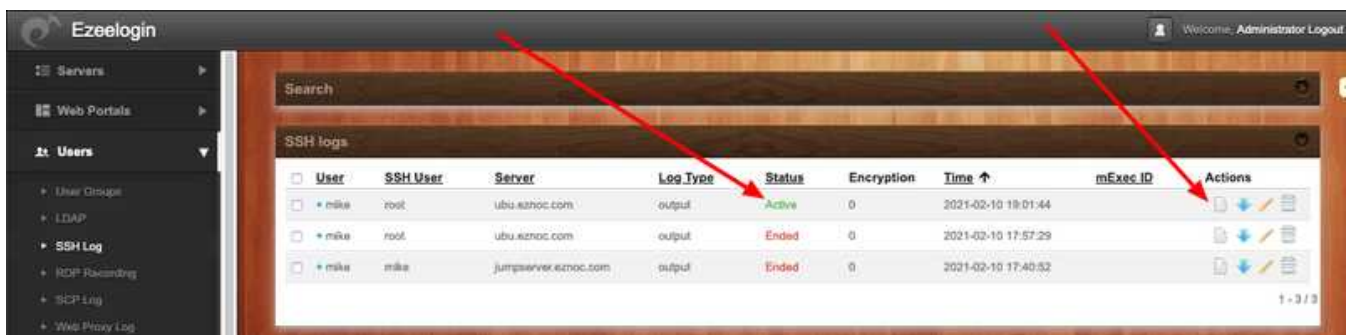 Ezeelogin
Welcome, Administrator Logout
Servers
Web Portals
Users
User Groups
LDAP
SSH Log
RDP Recording
SCP Log
Web Proxy Log
Search
SSH logs
User SSH User Server Log Type Status Encryption Time ↑ mExec ID Actions
mike root ubu.eznoc.com output Active 0 2021-02-10 19:01:44
mike root ubu.eznoc.com output Ended 0 2021-02-10 17:57:29
mike mike jumpserver.eznoc.com output Ended 0 2021-02-10 17:40:52
1 - 3 / 3